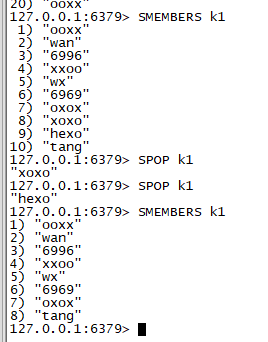 20) "ooxx"
127.0.0.1:6379> SMEMBERS k1
 1) "ooxx"
 2) "wan"
 3) "6996"
 4) "xxoo"
 5) "wx"
 6) "6969"
 7) "oxox"
 8) "xoxo"
 9) "hexo"
10) "tang"
127.0.0.1:6379> SPOP k1
"xoxo"
127.0.0.1:6379> SPOP k1
"hexo"
127.0.0.1:6379> SMEMBERS k1
1) "ooxx"
2) "wan"
3) "6996"
4) "xxoo"
5) "wx"
6) "6969"
7) "oxox"
8) "tang"
127.0.0.1:6379>